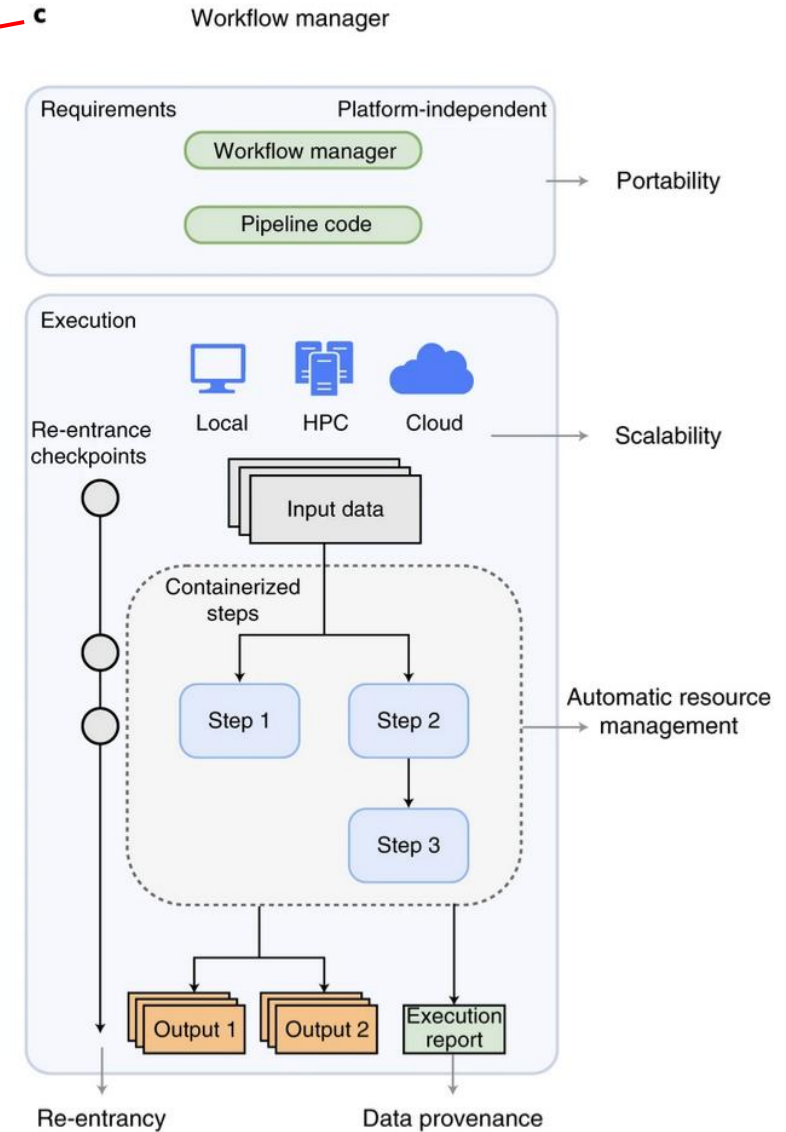 c
Workflow manager
Requirements
Platform-independent
Workflow manager
Portability
Pipeline code
Execution
Local
HPC
Cloud
Re-entrance
checkpoints
Scalability
Input data
Containerized
steps
Step 1
Step 2
Automatic resource
management
Step 3
Output 1
Output 2
Execution
report
Re-entrancy
Data provenance